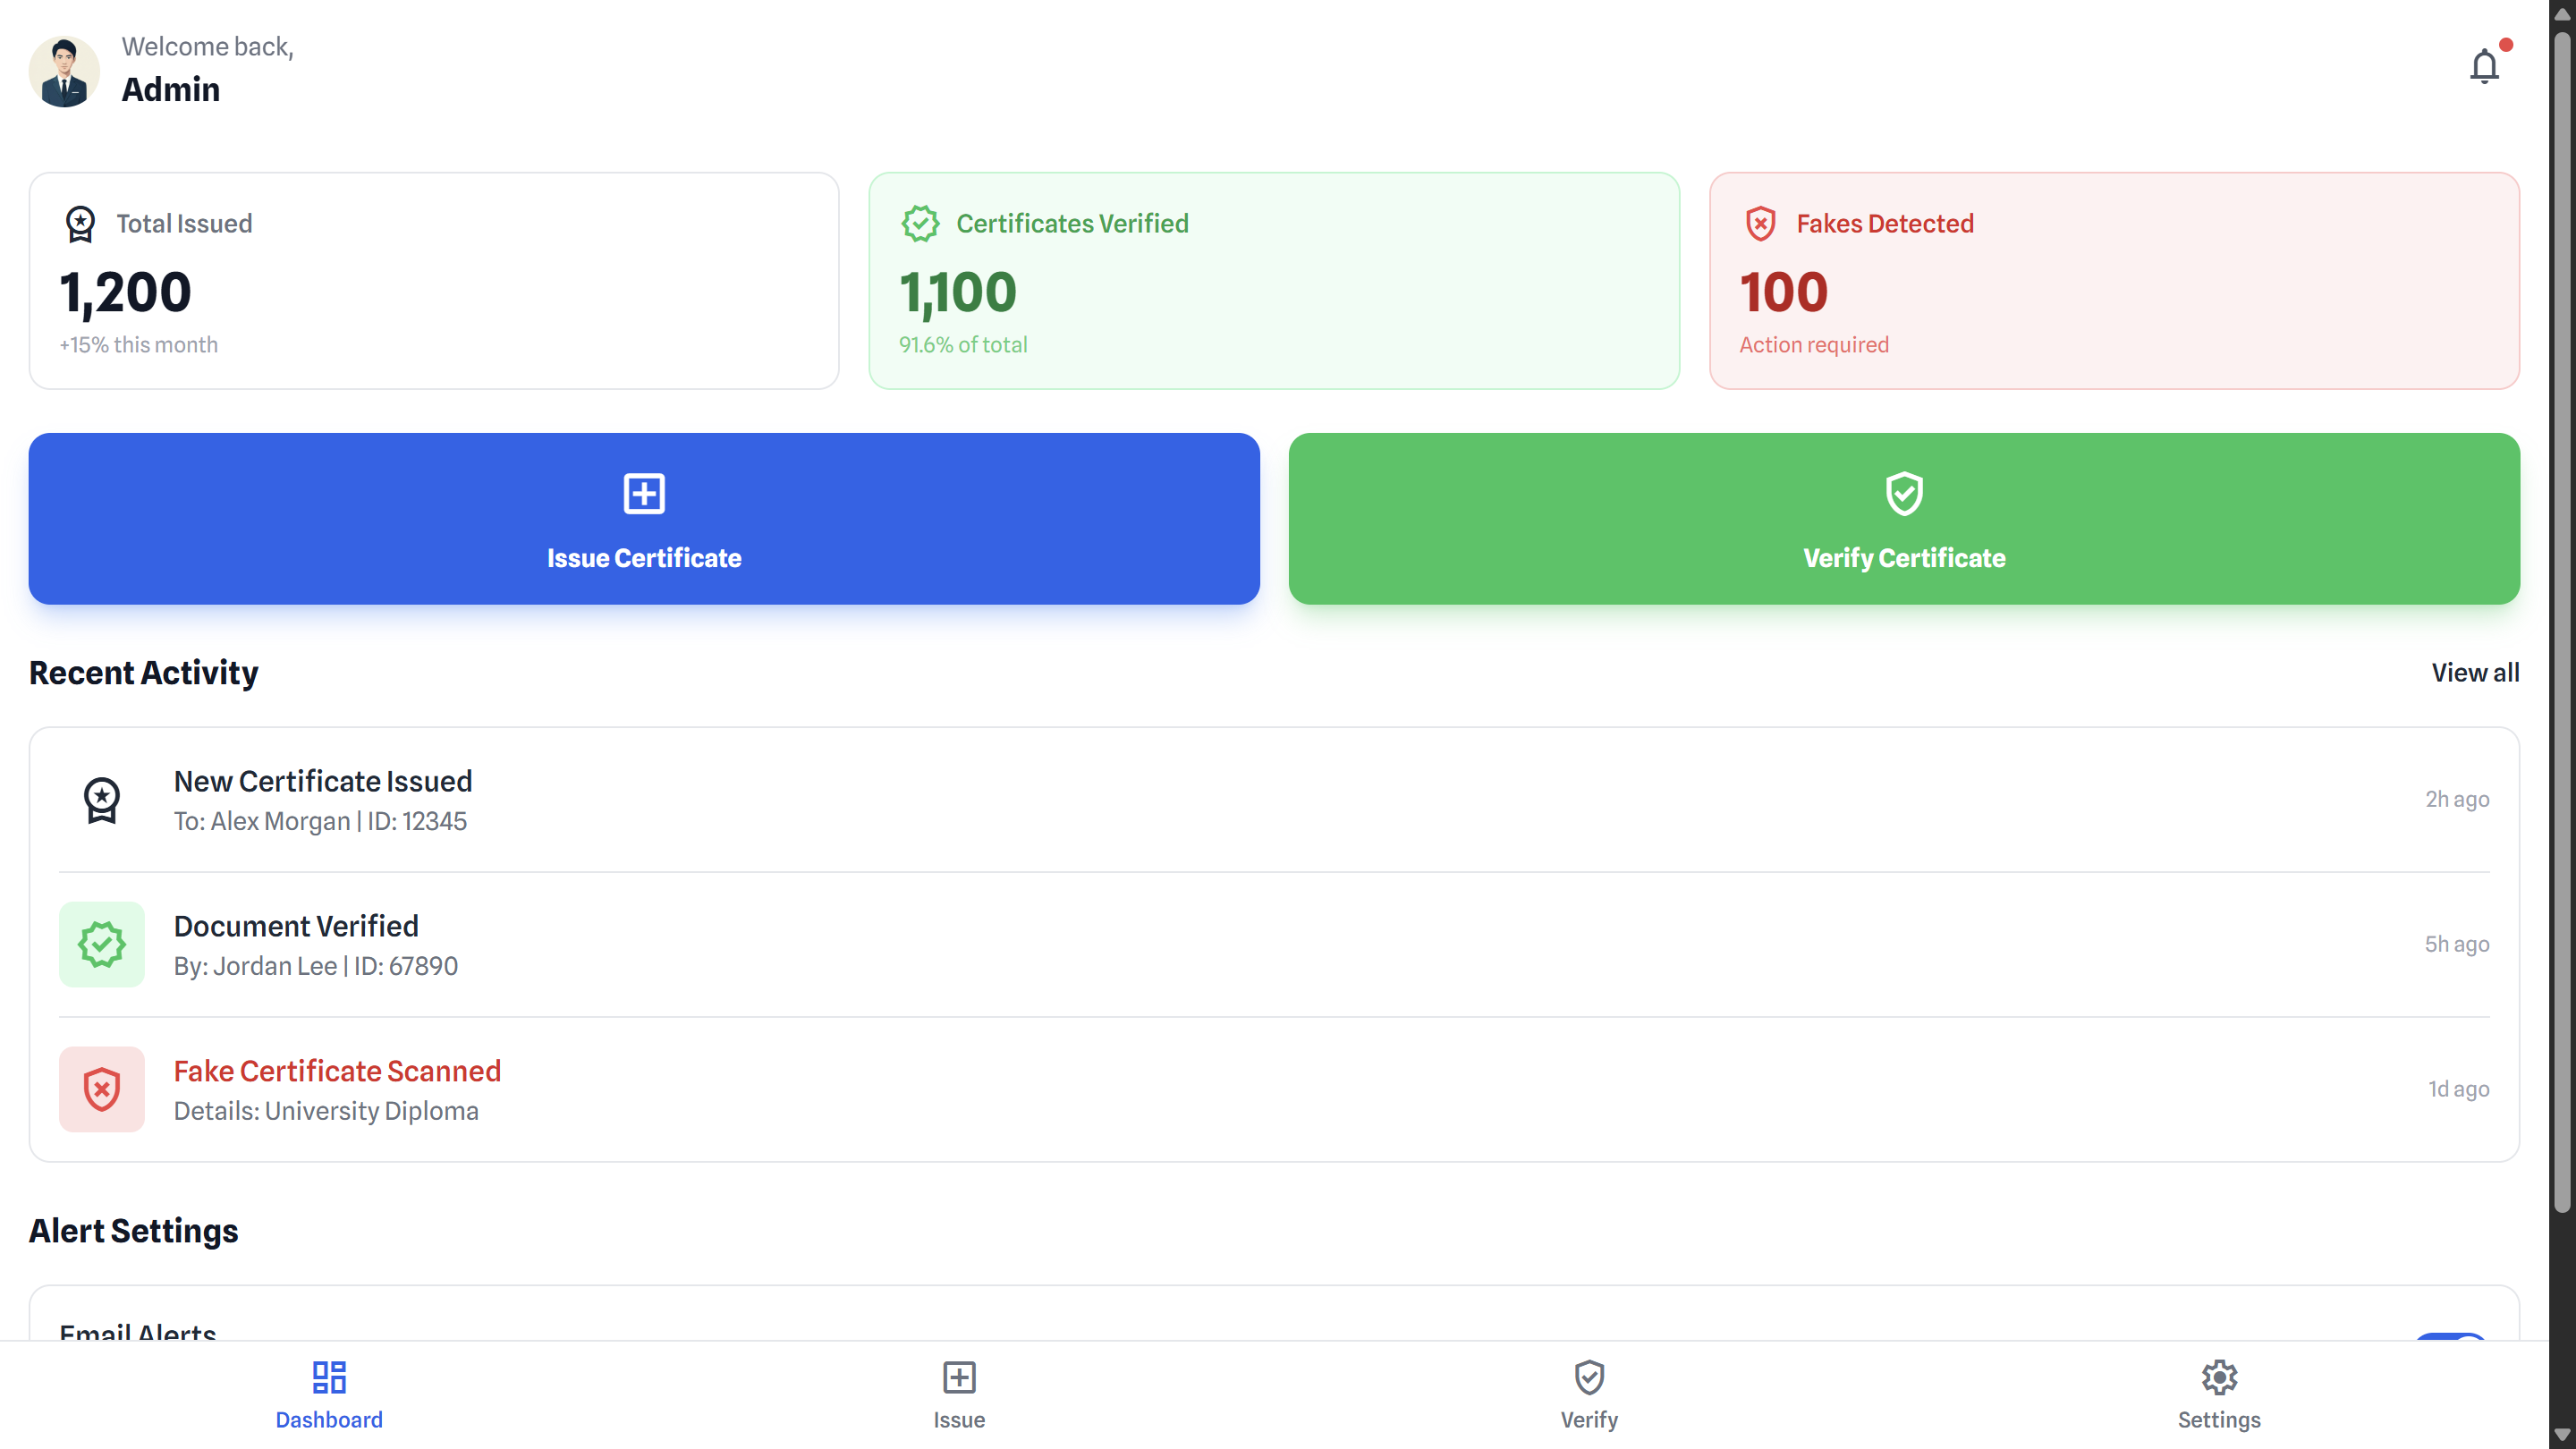 Welcome back,
Admin
Total Issued
1,200
+15% this month
Certificates Verified
1,100
91.6% of total
Fakes Detected
100
Action required
Issue Certificate
Verify Certificate
Recent Activity
View all
New Certificate Issued
To: Alex Morgan | ID: 12345
2h ago
Document Verified
By: Jordan Lee | ID: 67890
5h ago
Fake Certificate Scanned
Details: University Diploma
1d ago
Alert Settings
Email Alerts
Dashboard
Issue
Verify
Settings